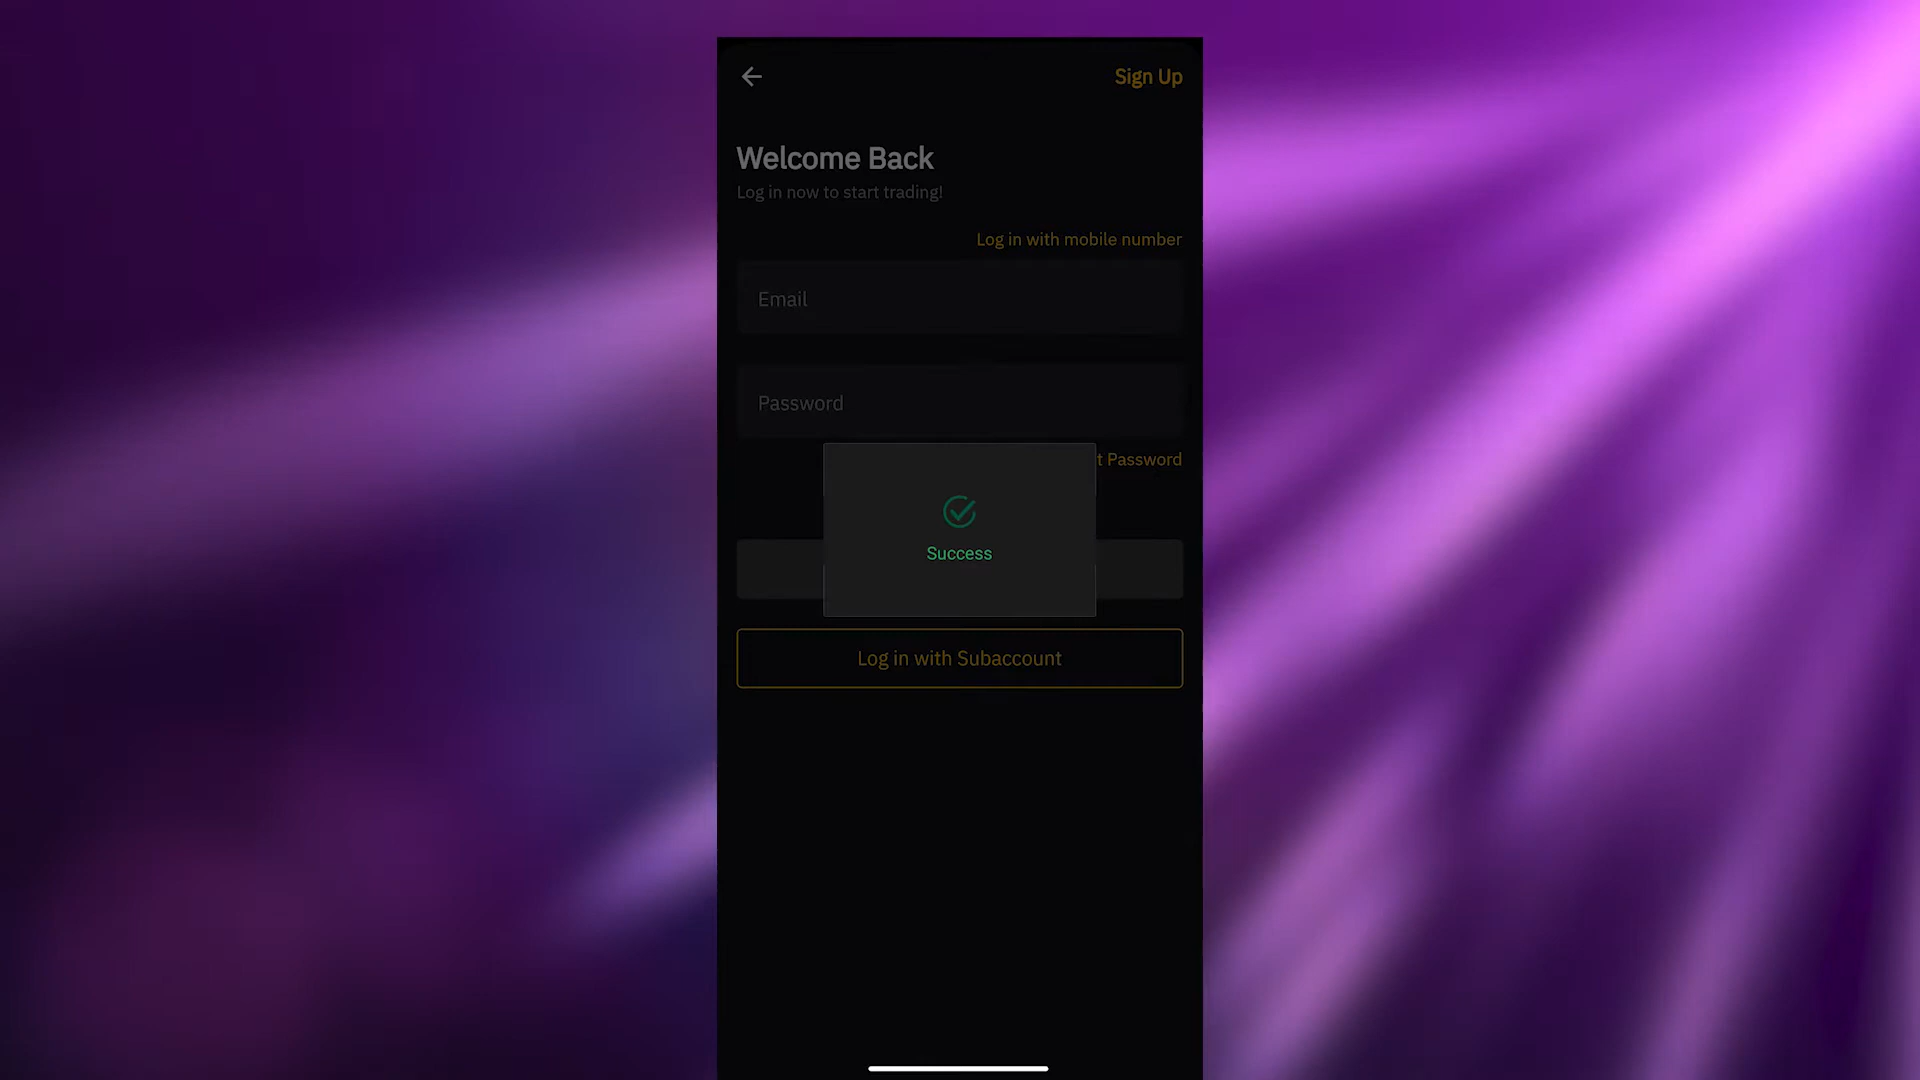 Sign Up
Welcome Back
Log in now to start trading!
Log in with mobile number
Email
Password
t Password
Success
Log in with Subaccount